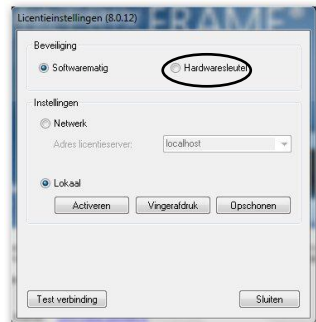 Licentieinstellingen (8.0.12)
Beveiliging
Softwarematig Hardwaresleutel
Instellingen
Netwerk
Adres licentieserver: localhost
Lokaal
Activeren Vingerafdruk Opschonen
Test verbinding Sluiten